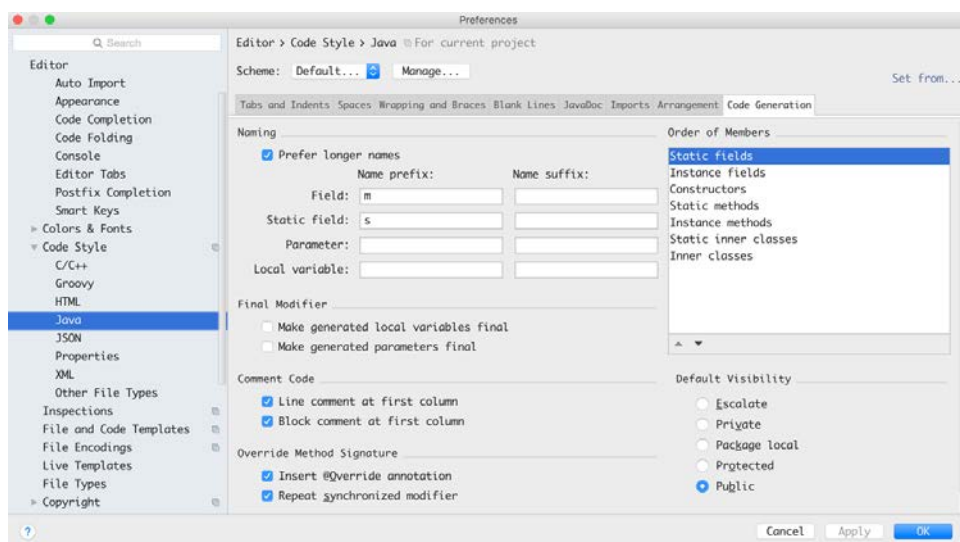 Preferences
Search
Editor
Auto Import
Appearance
Code Completion
Code Folding
Console
Editor Tabs
Postfix Completion
Smart Keys
Colors & Fonts
Code Style
C/C++
Groovy
HTML
Java
JSON
Properties
XML
Other File Types
Inspections
File and Code Templates
File Encodings
Live Templates
File Types
Copyright
Editor > Code Style > Java For current project
Scheme: Default... Manage...
Set from...
Tabs and Indents Spaces Wrapping and Braces Blank Lines JavaDoc Imports Arrangement Code Generation
Naming
Prefer longer names
Name prefix: Name suffix:
Field: m
Static field: s
Parameter:
Local variable:
Final Modifier
Make generated local variables final
Make generated parameters final
Comment Code
Line comment at first column
Block comment at first column
Override Method Signature
Insert @Override annotation
Repeat synchronized modifier
Order of Members
Static fields
Instance fields
Constructors
Static methods
Instance methods
Static inner classes
Inner classes
Default Visibility
Escalate
Private
Package local
Protected
Public
?
Cancel Apply OK